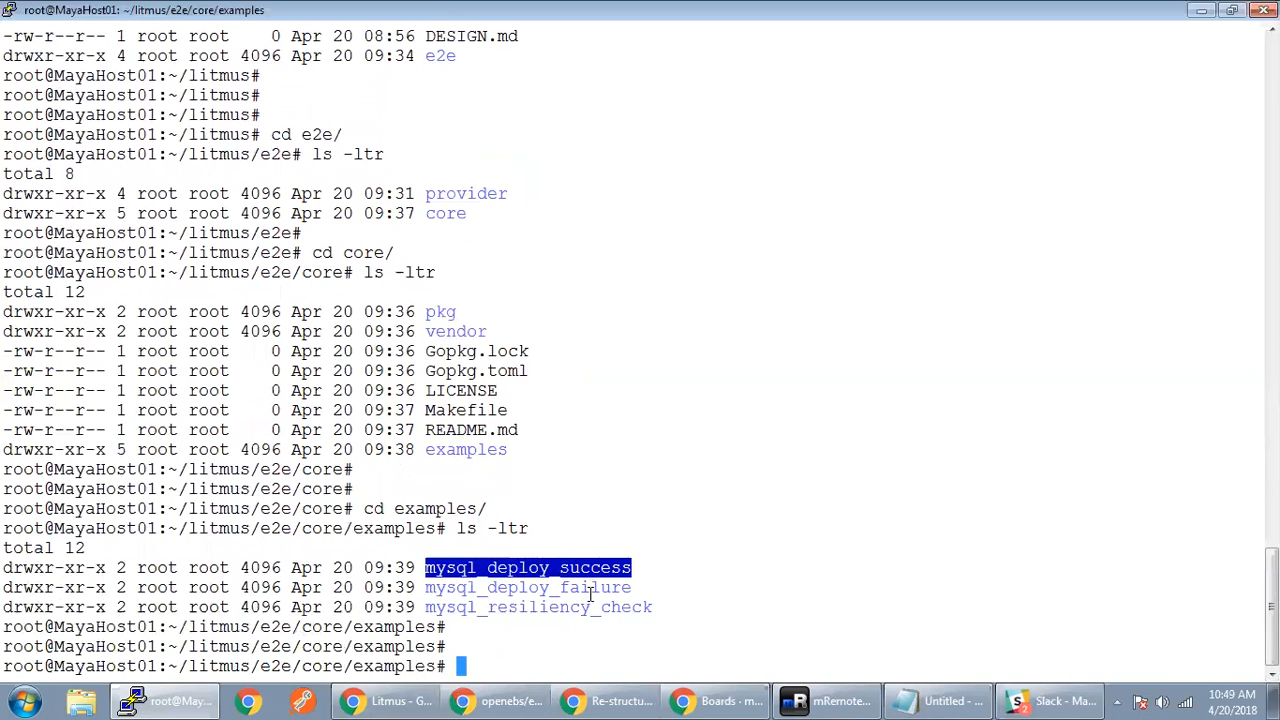 root@MayaHost01: ~/litmus/e2e/core/examples
-rw-r--r-- 1 root root    0 Apr 20 08:56 DESIGN.md
drwxr-xr-x 4 root root 4096 Apr 20 09:34 e2e
root@MayaHost01:~/litmus#
root@MayaHost01:~/litmus#
root@MayaHost01:~/litmus#
root@MayaHost01:~/litmus# cd e2e/
root@MayaHost01:~/litmus/e2e# ls -ltr
total 8
drwxr-xr-x 4 root root 4096 Apr 20 09:31 provider
drwxr-xr-x 5 root root 4096 Apr 20 09:37 core
root@MayaHost01:~/litmus/e2e#
root@MayaHost01:~/litmus/e2e# cd core/
root@MayaHost01:~/litmus/e2e/core# ls -ltr
total 12
drwxr-xr-x 2 root root 4096 Apr 20 09:36 pkg
drwxr-xr-x 2 root root 4096 Apr 20 09:36 vendor
-rw-r--r-- 1 root root    0 Apr 20 09:36 Gopkg.lock
-rw-r--r-- 1 root root    0 Apr 20 09:36 Gopkg.toml
-rw-r--r-- 1 root root    0 Apr 20 09:36 LICENSE
-rw-r--r-- 1 root root    0 Apr 20 09:37 Makefile
-rw-r--r-- 1 root root    0 Apr 20 09:37 README.md
drwxr-xr-x 5 root root 4096 Apr 20 09:38 examples
root@MayaHost01:~/litmus/e2e/core#
root@MayaHost01:~/litmus/e2e/core#
root@MayaHost01:~/litmus/e2e/core# cd examples/
root@MayaHost01:~/litmus/e2e/core/examples# ls -ltr
total 12
drwxr-xr-x 2 root root 4096 Apr 20 09:39 mysql_deploy_success
drwxr-xr-x 2 root root 4096 Apr 20 09:39 mysql_deploy_failure
drwxr-xr-x 2 root root 4096 Apr 20 09:39 mysql_resiliency_check
root@MayaHost01:~/litmus/e2e/core/examples#
root@MayaHost01:~/litmus/e2e/core/examples#
root@MayaHost01:~/litmus/e2e/core/examples#
root@May... Litmus - G... openebs/e... Re-structu... Boards - m... mRemote... Untitled - ... Slack - M... 10:49 AM
4/20/2018